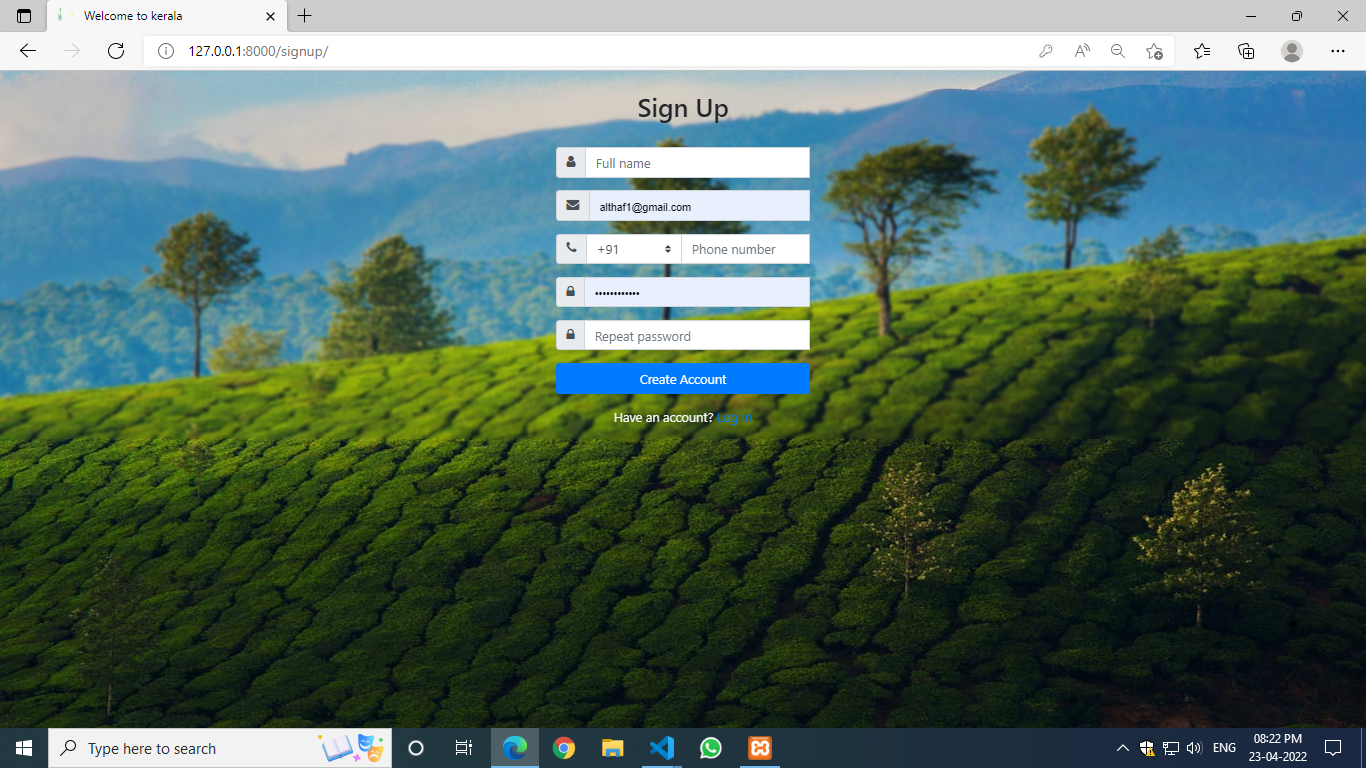 Welcome to kerala
127.0.0.1:8000/signup/
Sign Up
Full name
althaf1@gmail.com
+91 Phone number
••••••••••••
Repeat password
Create Account
Have an account? Log In
Type here to search
ENG
08:22 PM
23-04-2022